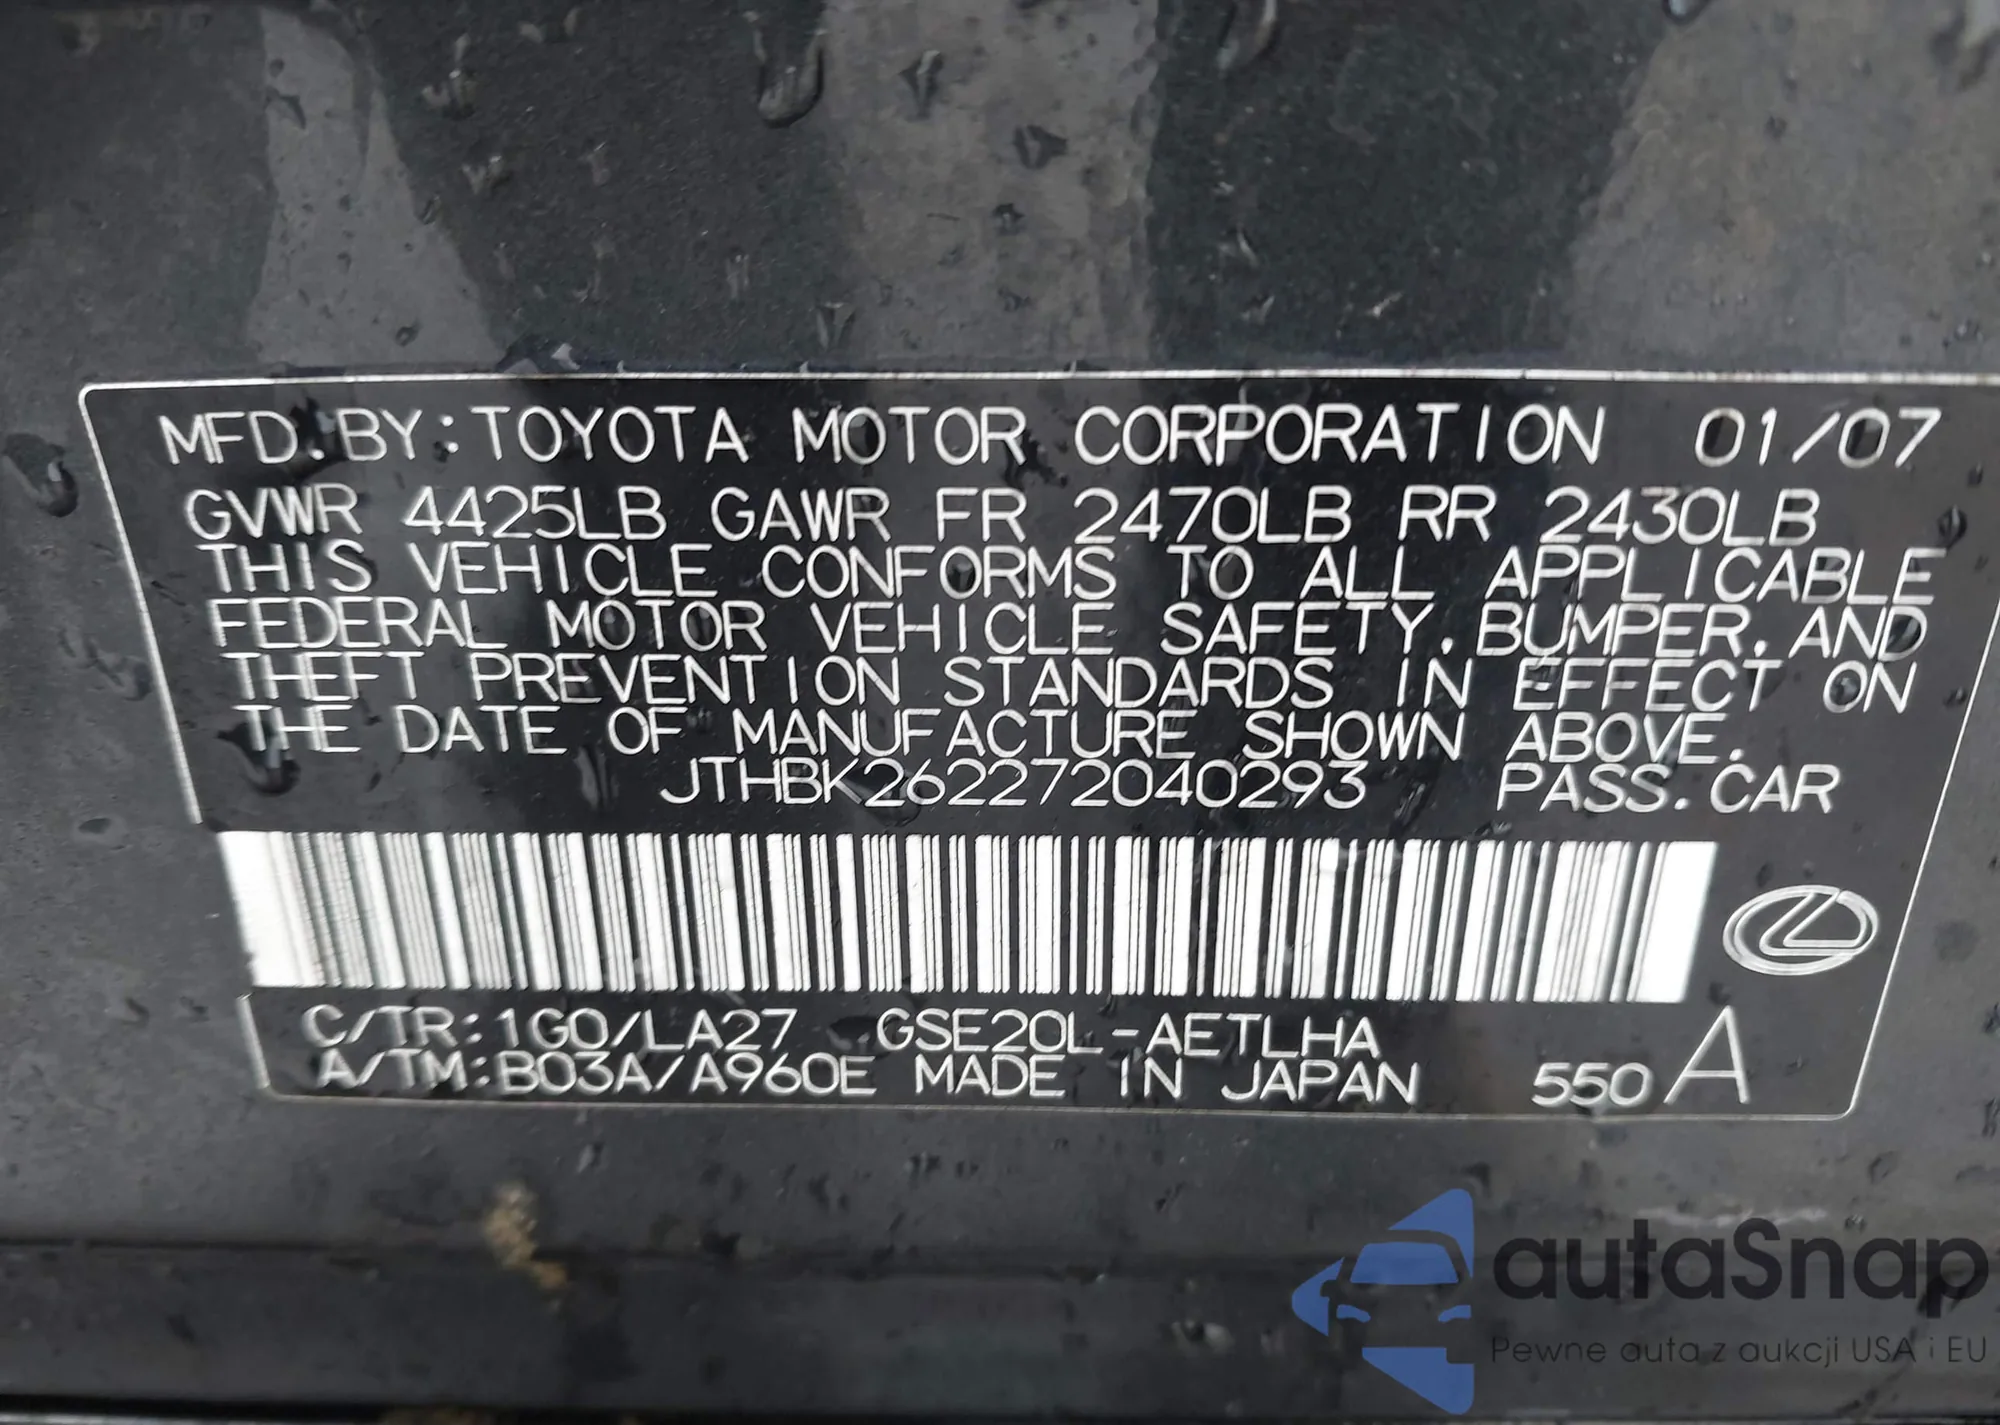 MFD. BY: TOYOTA MOTOR CORPORATION 01/07
GVWR 4425LB GAWR FR 2470LB RR 2430LB
THIS VEHICLE CONFORMS TO ALL APPLICABLE
FEDERAL MOTOR VEHICLE SAFETY, BUMPER, AND
THEFT PREVENTION STANDARDS IN EFFECT ON
THE DATE OF MANUFACTURE SHOWN ABOVE.
JTHBK262272040293 PASS. CAR
C/TR: 1G0/LA27 GSE20L-AETLHA
A/TM: B03A/A960E MADE IN JAPAN 550 A
autaSnap
Pewne auta z aukcji USA i EU